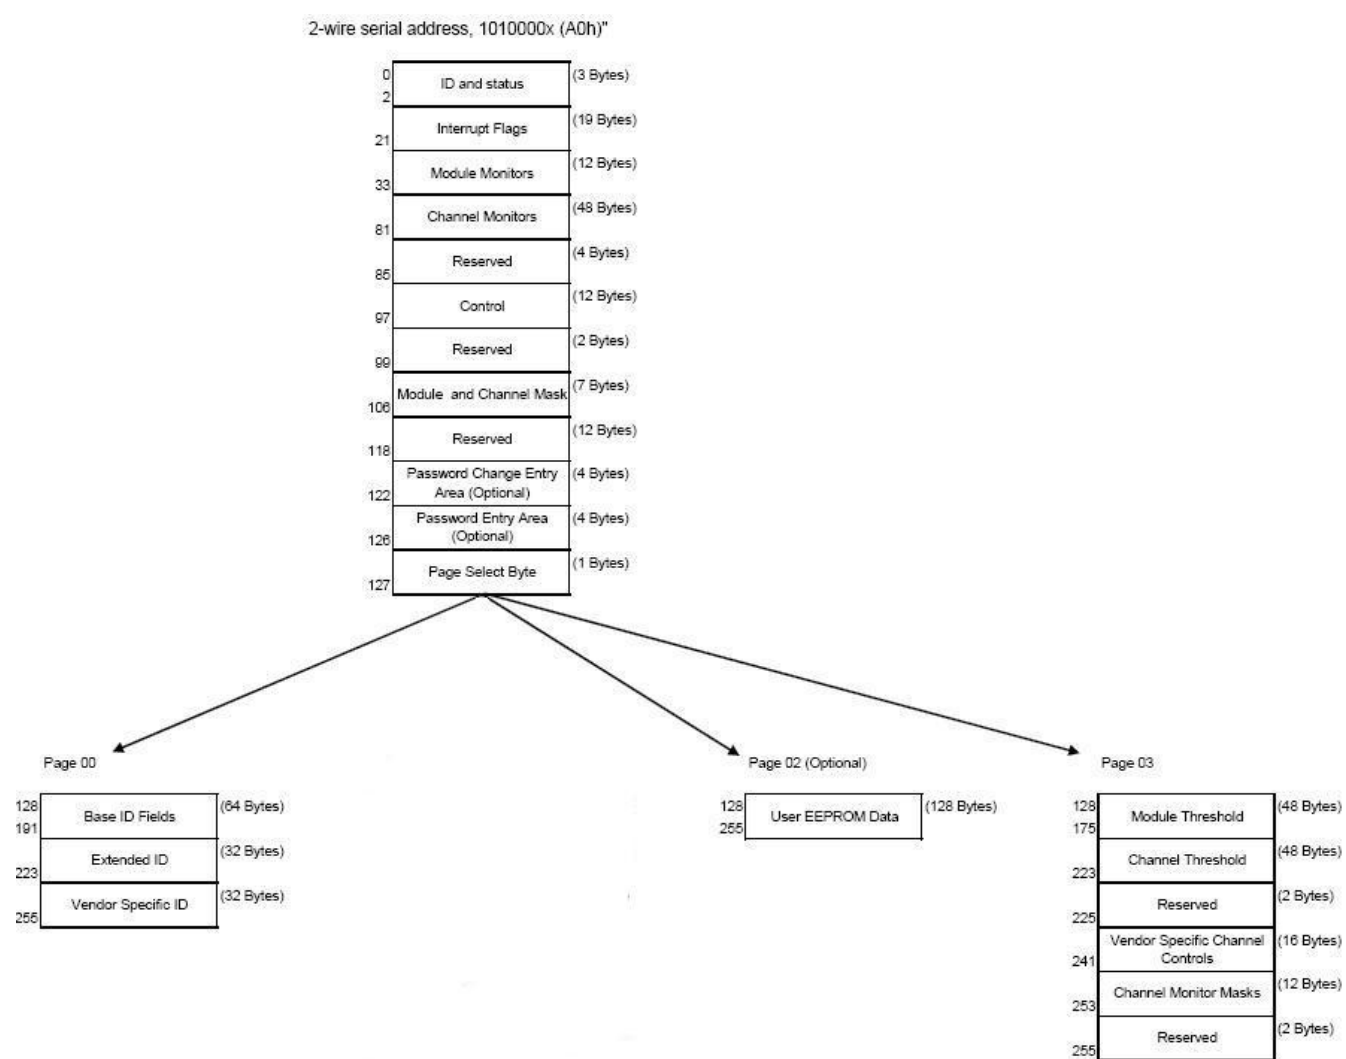 2-wire serial address, 1010000x (A0h)"
0
2
ID and status
(3 Bytes)
21
Interrupt Flags
(19 Bytes)
33
Module Monitors
(12 Bytes)
81
Channel Monitors
(48 Bytes)
85
Reserved
(4 Bytes)
97
Control
(12 Bytes)
99
Reserved
(2 Bytes)
106
Module and Channel Mask
(7 Bytes)
118
Reserved
(12 Bytes)
122
Password Change Entry
Area (Optional)
(4 Bytes)
126
Password Entry Area
(Optional)
(4 Bytes)
127
Page Select Byte
(1 Bytes)
Page 00
128
191
Base ID Fields
(64 Bytes)
223
Extended ID
(32 Bytes)
255
Vendor Specific ID
(32 Bytes)
Page 02 (Optional)
128
255
User EEPROM Data
(128 Bytes)
Page 03
128
175
Module Threshold
(48 Bytes)
223
Channel Threshold
(48 Bytes)
225
Reserved
(2 Bytes)
241
Vendor Specific Channel
Controls
(16 Bytes)
253
Channel Monitor Masks
(12 Bytes)
255
Reserved
(2 Bytes)